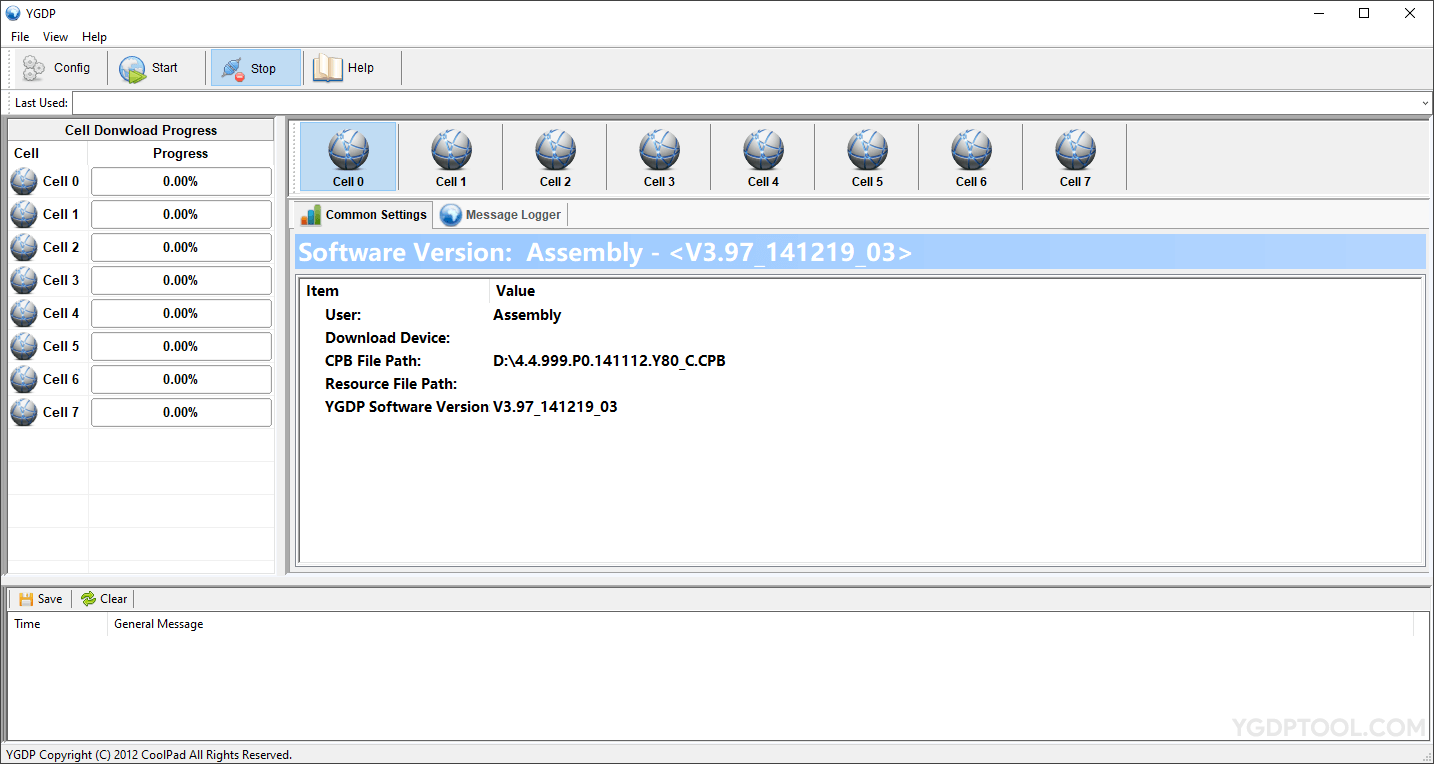 YGDP
File View Help
Config Start Stop Help
Last Used:
Cell Donwload Progress
Cell Progress
Cell 0 0.00%
Cell 1 0.00%
Cell 2 0.00%
Cell 3 0.00%
Cell 4 0.00%
Cell 5 0.00%
Cell 6 0.00%
Cell 7 0.00%
Cell 0 Cell 1 Cell 2 Cell 3 Cell 4 Cell 5 Cell 6 Cell 7
Common Settings Message Logger
Software Version: Assembly - <V3.97_141219_03>
Item Value
User: Assembly
Download Device:
CPB File Path: D:\4.4.999.P0.141112.Y80_C.CPB
Resource File Path:
YGDP Software Version V3.97_141219_03
Save Clear
Time General Message
YGDPTOOL.COM
YGDP Copyright (C) 2012 CoolPad All Rights Reserved.